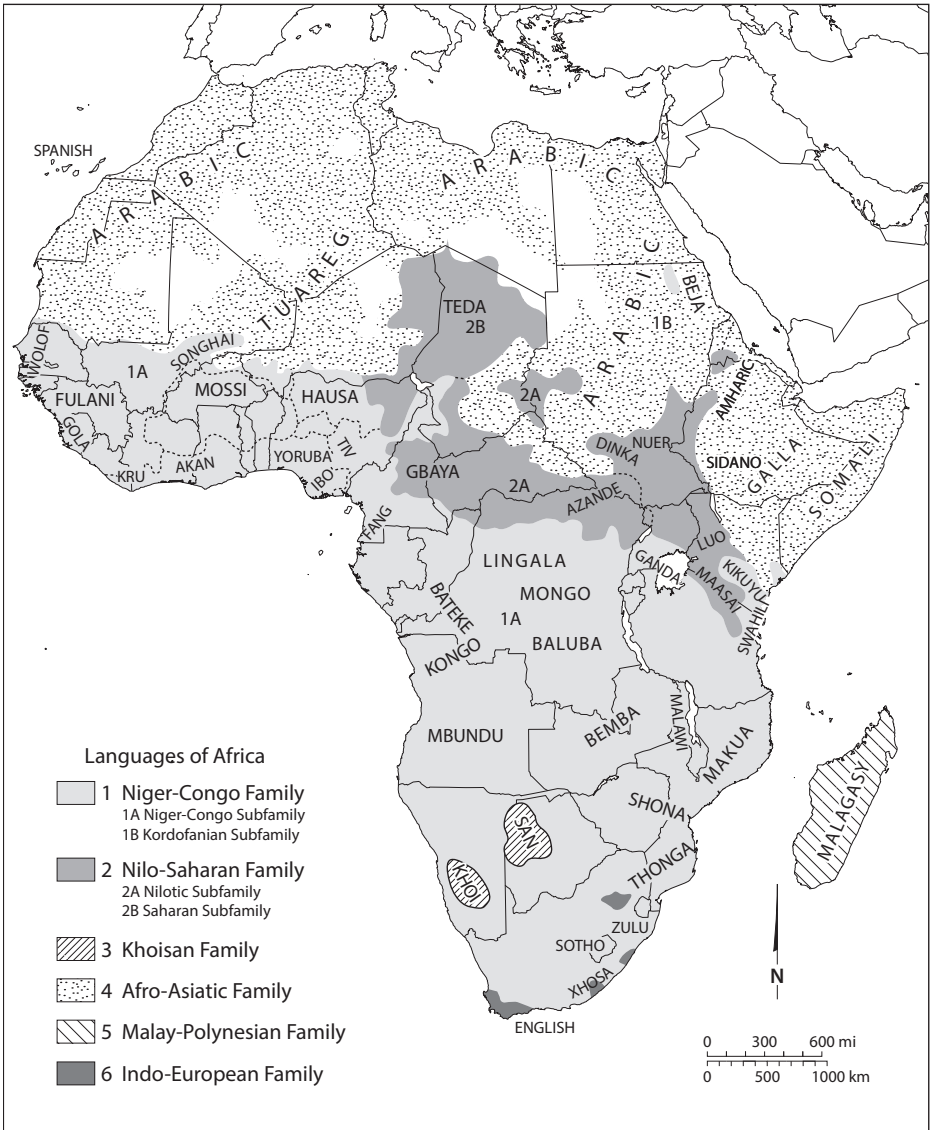 SPANISH
ARABIC
ARABIC
TUAREG
ARABIC
BEJA
1B
TEDA
2B
WOLOF
1A
SONGHAI
FULANI
MOSSI
HAUSA
2A
AMHARIC
GOLA
KRU
AKAN
YORUBA
TIV
IBO
GBAYA
DINKA
NUER
SIDANO
GALLA
SOMALI
2A
AZANDE
FANG
LINGALA
GANDA
LUO
KIKUYU
MAASAI
MONGO
BATEKE
1A
SWAHILI
KONGO
BALUBA
MBUNDU
BEMBA
MALAWI
MAKUA
MALAGASY
SHONA
SAN
KHOI
THONGA
ZULU
SOTHO
XHOSA
ENGLISH
Languages of Africa
1 Niger-Congo Family
1A Niger-Congo Subfamily
1B Kordofanian Subfamily
2 Nilo-Saharan Family
2A Nilotic Subfamily
2B Saharan Subfamily
3 Khoisan Family
4 Afro-Asiatic Family
5 Malay-Polynesian Family
6 Indo-European Family
N
0 300 600 mi
0 500 1000 km